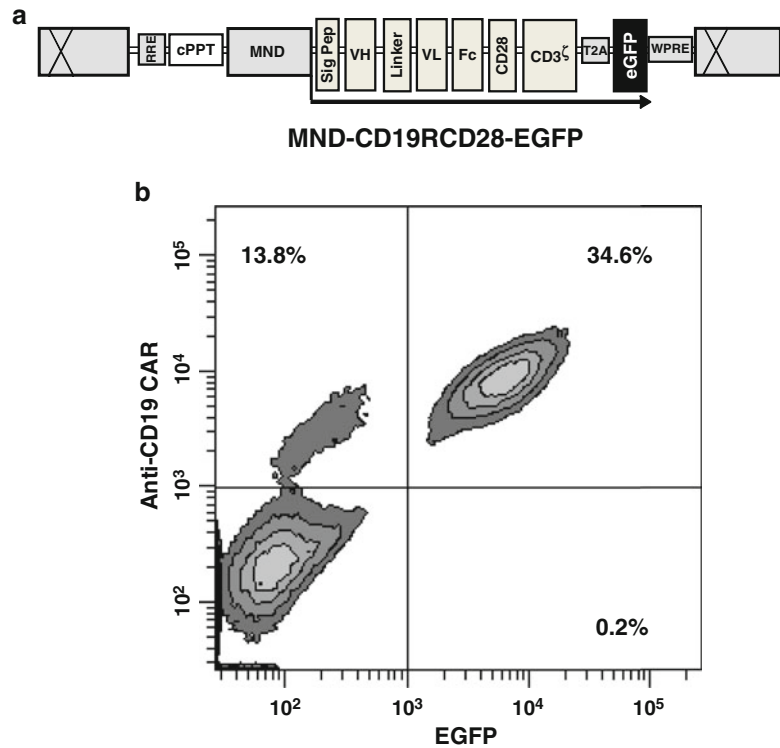 a
RRE
cPPT
MND
Sig Pep
VH
Linker
VL
Fc
CD28
CD3ζ
T2A
eGFP
WPRE
MND-CD19RCD28-EGFP
b
13.8%
34.6%
0.2%
Anti-CD19 CAR
10⁵
10⁴
10³
10²
10²
10³
10⁴
10⁵
EGFP